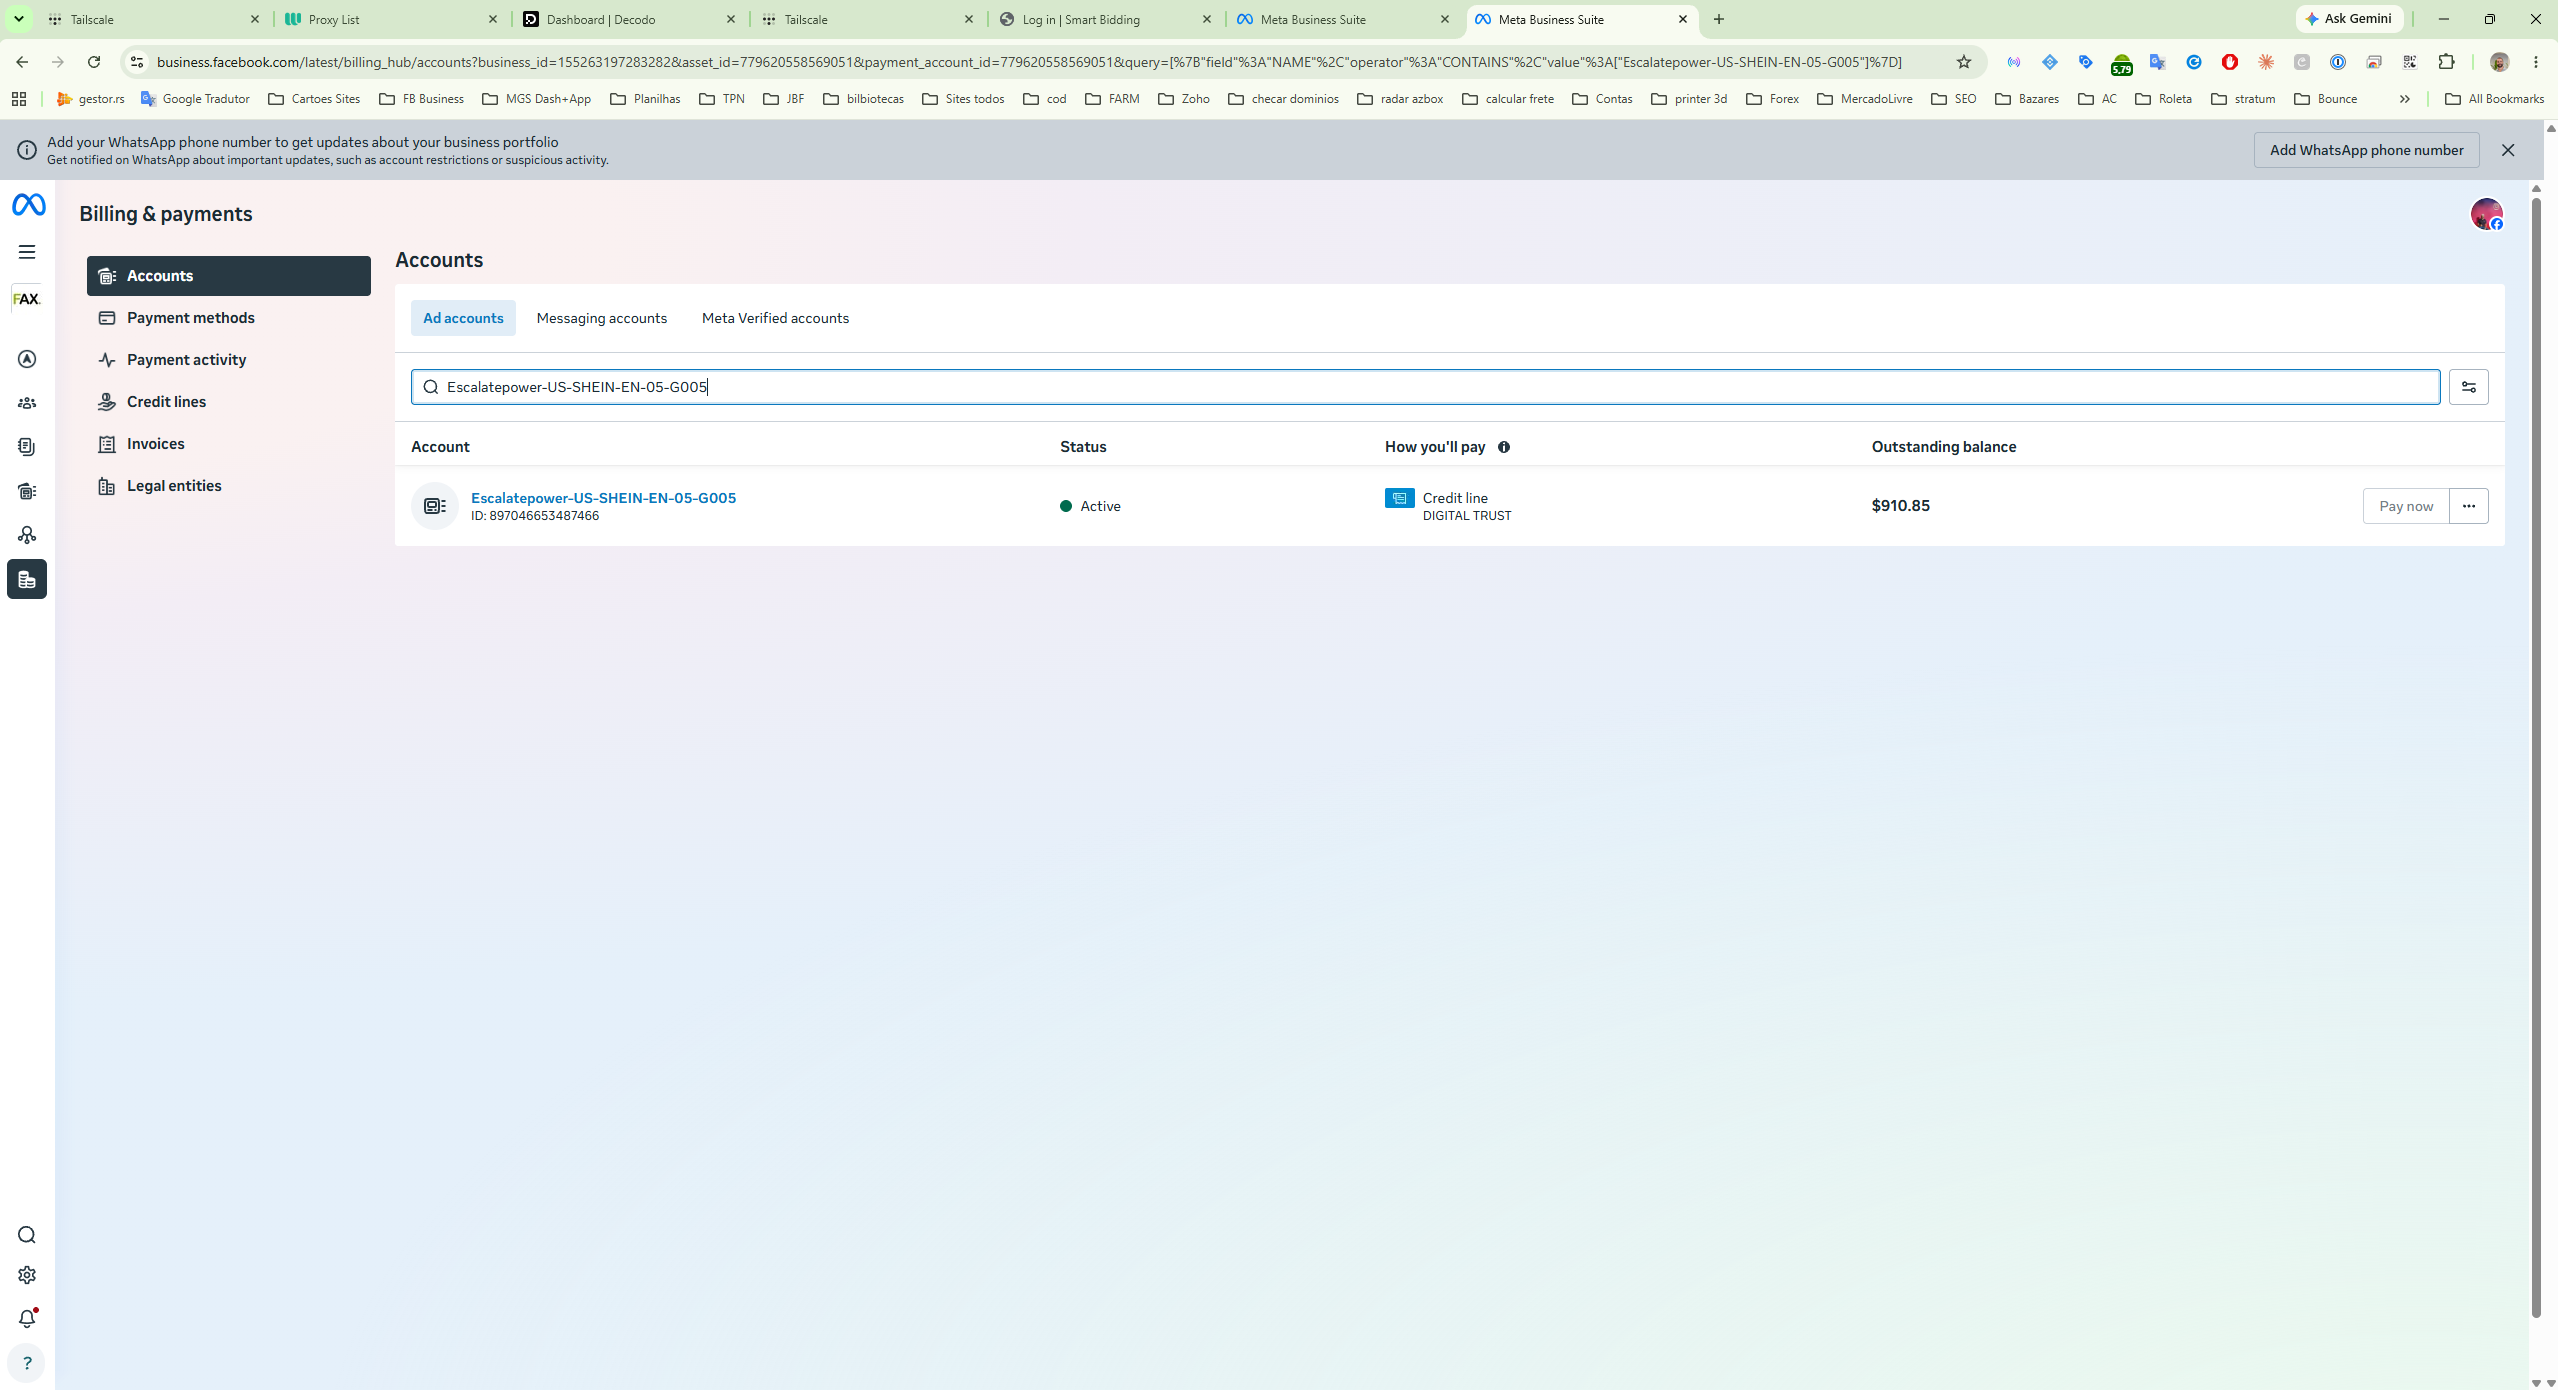 Tailscale
Proxy List
Dashboard | Decodo
Tailscale
Log in | Smart Bidding
Meta Business Suite
Meta Business Suite
Ask Gemini
business.facebook.com/latest/billing_hub/accounts?business_id=155263197283282&asset_id=779620558569051&payment_account_id=779620558569051&query=[%7B"field"%3A"NAME"%2C"operator"%3A"CONTAINS"%2C"value"%3A["Escalatepower-US-SHEIN-EN-05-G005"]%7D]
5,79
gestor.rs
Google Tradutor
Cartoes Sites
FB Business
MGS Dash+App
Planilhas
TPN
JBF
bilbiotecas
Sites todos
cod
FARM
Zoho
checar dominios
radar azbox
calcular frete
Contas
printer 3d
Forex
MercadoLivre
SEO
Bazares
AC
Roleta
stratum
Bounce
All Bookmarks
Add your WhatsApp phone number to get updates about your business portfolio
Get notified on WhatsApp about important updates, such as account restrictions or suspicious activity.
Add WhatsApp phone number
Billing & payments
FAX.
Accounts
Payment methods
Payment activity
Credit lines
Invoices
Legal entities
Accounts
Ad accounts
Messaging accounts
Meta Verified accounts
Escalatepower-US-SHEIN-EN-05-G005
Account
Status
How you'll pay
Outstanding balance
Escalatepower-US-SHEIN-EN-05-G005
ID: 897046653487466
Active
Credit line
DIGITAL TRUST
$910.85
Pay now